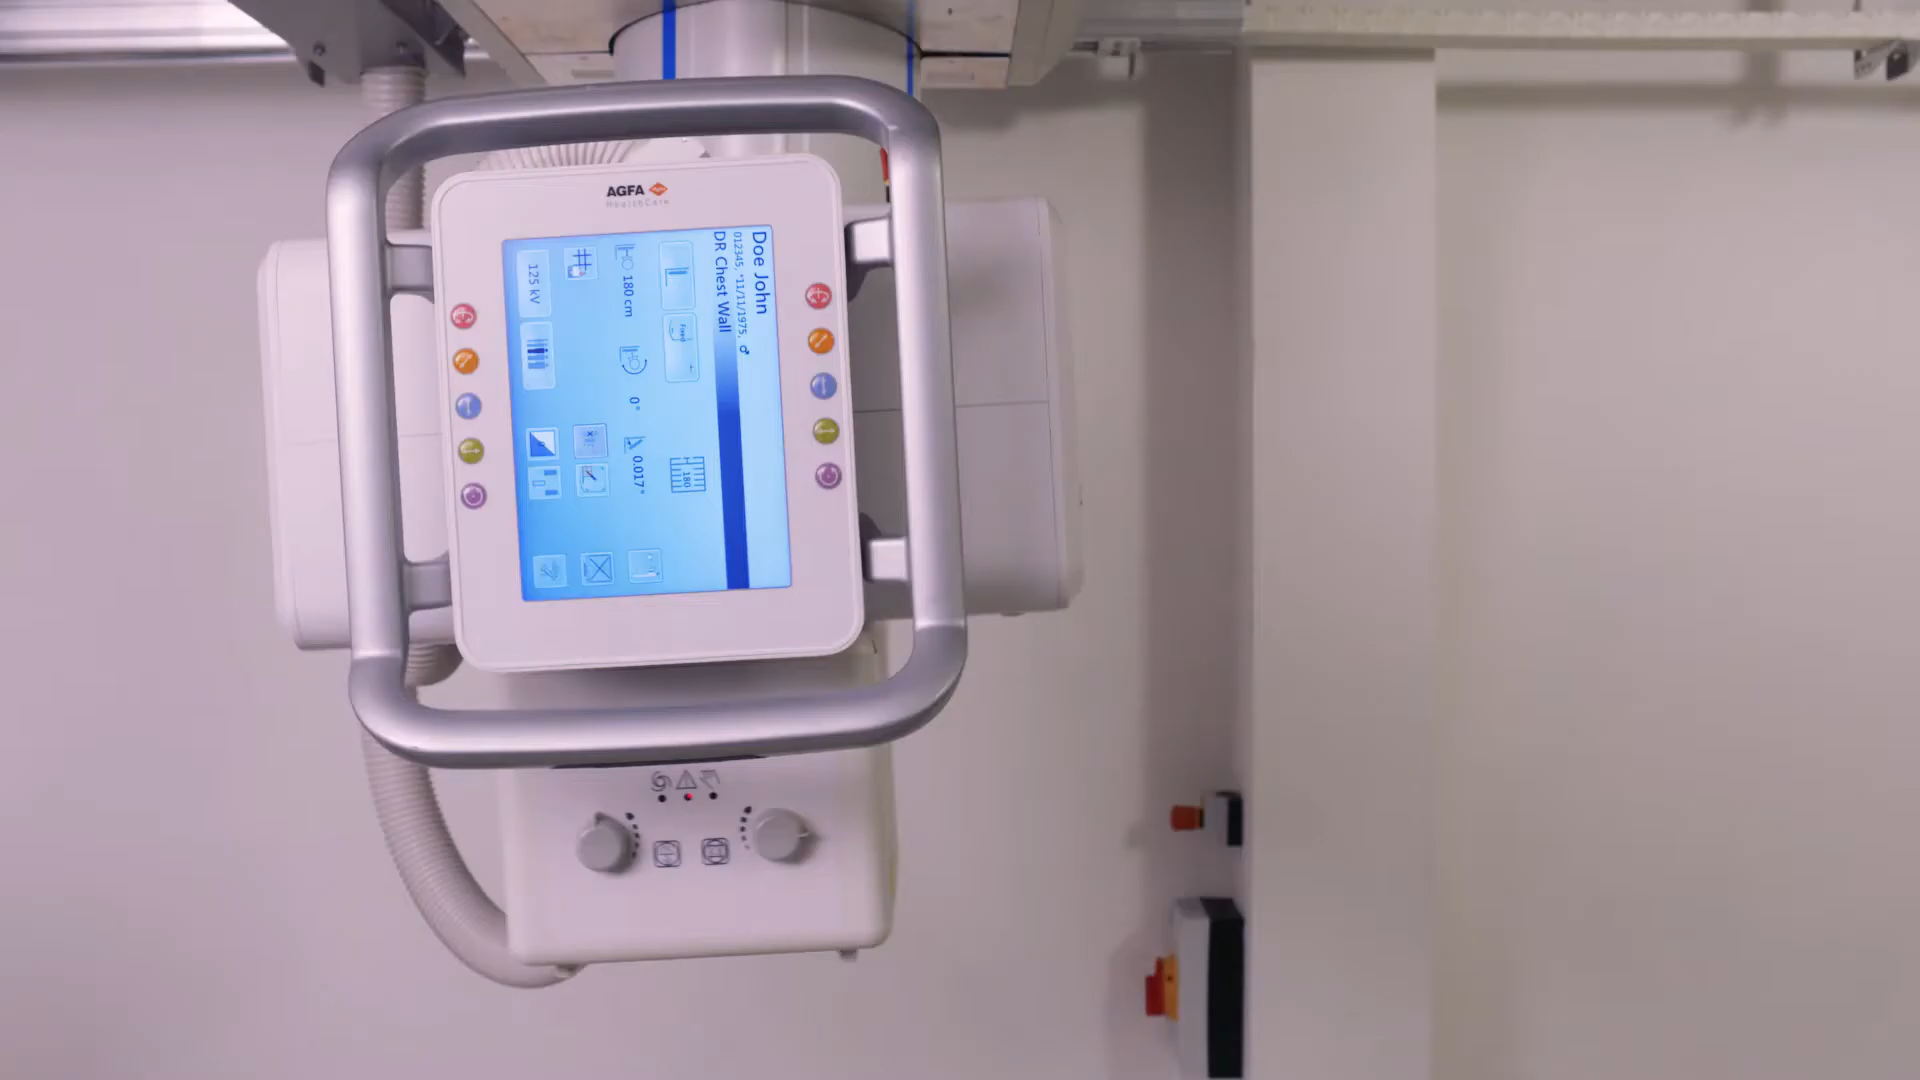 AGFA
HealthCare
Doe John
012345, *11/11/1975, ♂
DR Chest Wall
Fixed
180
180 cm
0°
0.017°
125 kV